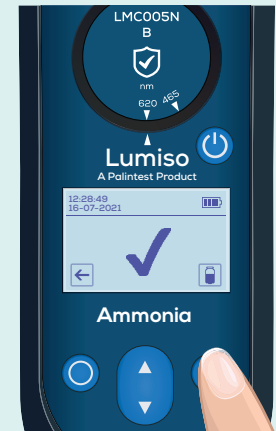 LMC005N
B
nm
620 465
Lumiso
A Palintest Product
12:28:49
16-07-2021
Ammonia